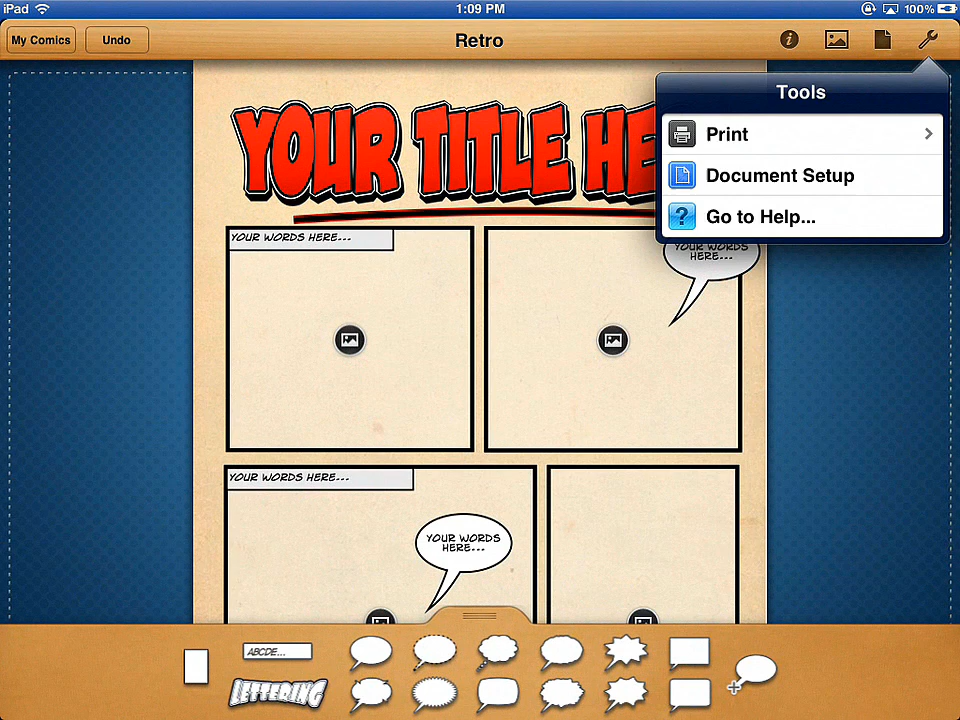 iPad 1:09 PM 100%
My Comics Undo Retro
Tools
Print
Document Setup
Go to Help...
YOUR TITLE HE
YOUR WORDS HERE...
YOUR WORDS
HERE...
YOUR WORDS HERE...
YOUR WORDS
HERE...
ABCDE...
LETTERING